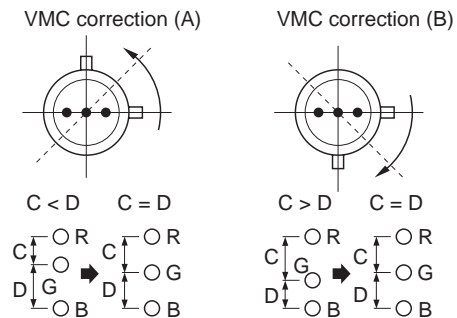 VMC correction (A)
VMC correction (B)
C < D
C = D
C > D
C = D
R
C
D
G
B
R
C
G
D
B
R
C
G
D
B
R
C
G
D
B